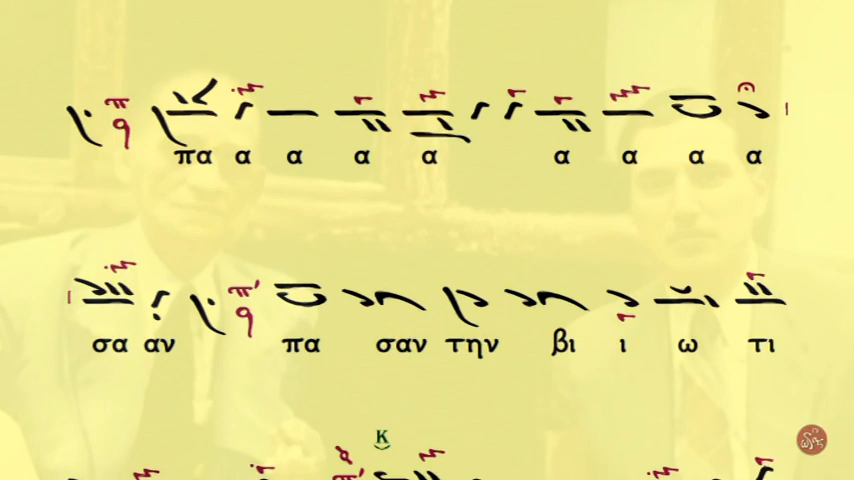 πα α α α α α α α α
σα αν πα σαν την βι ι ω τι